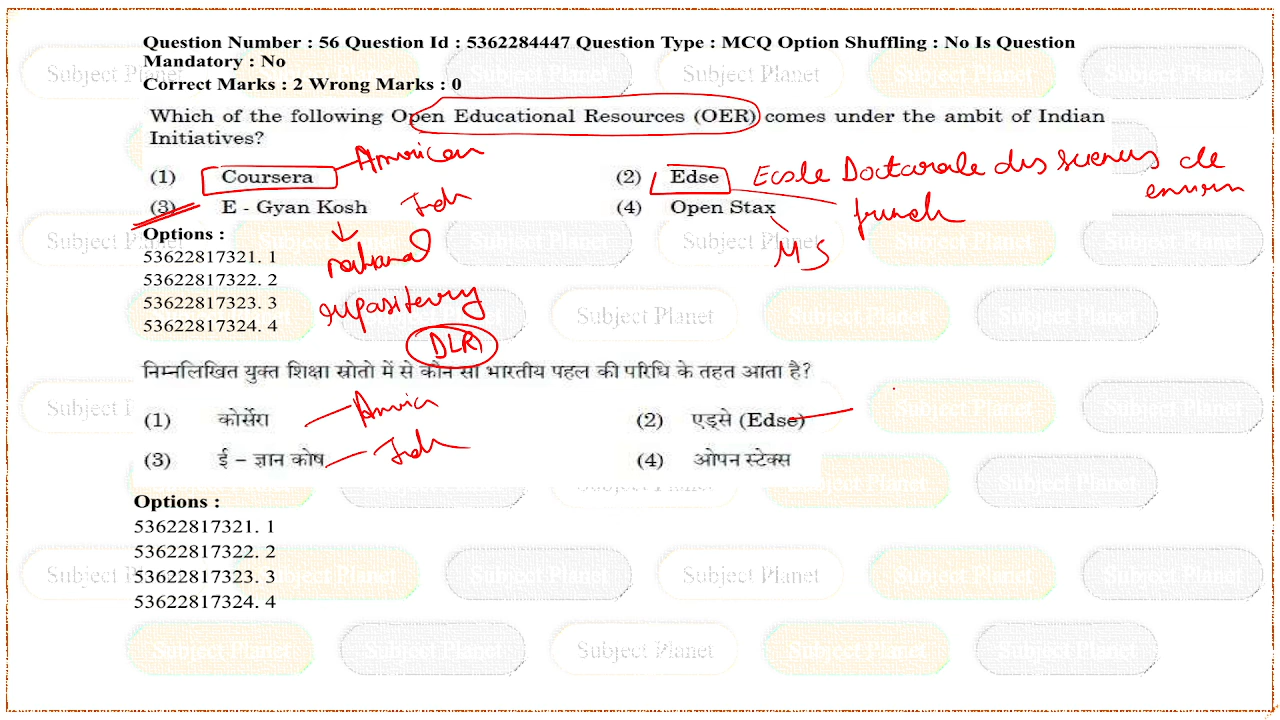 Question Number : 56 Question Id : 5362284447 Question Type : MCQ Option Shuffling : No Is Question
Mandatory : No
Correct Marks : 2 Wrong Marks : 0
Which of the following Open Educational Resources (OER) comes under the ambit of Indian
Initiatives?
American
(1) Coursera (2) Edse Ecole Doctorale des sciences de
(3) E - Gyan Kosh (4) Open Stax french
Options :
53622817321. 1
national
MS
53622817322. 2
53622817323. 3
53622817324. 4
DLR
निम्नलिखित युक्त शिक्षा स्रोतो में से कौन सा भारतीय पहल की परिधि के तहत आता है?
(1) कोर्सेरा (2) एड्से (Edse)
(3) ई – ज्ञान कोष (4) ओपन स्टेक्स
Options :
53622817321. 1
53622817322. 2
53622817323. 3
53622817324. 4
Subject Planet